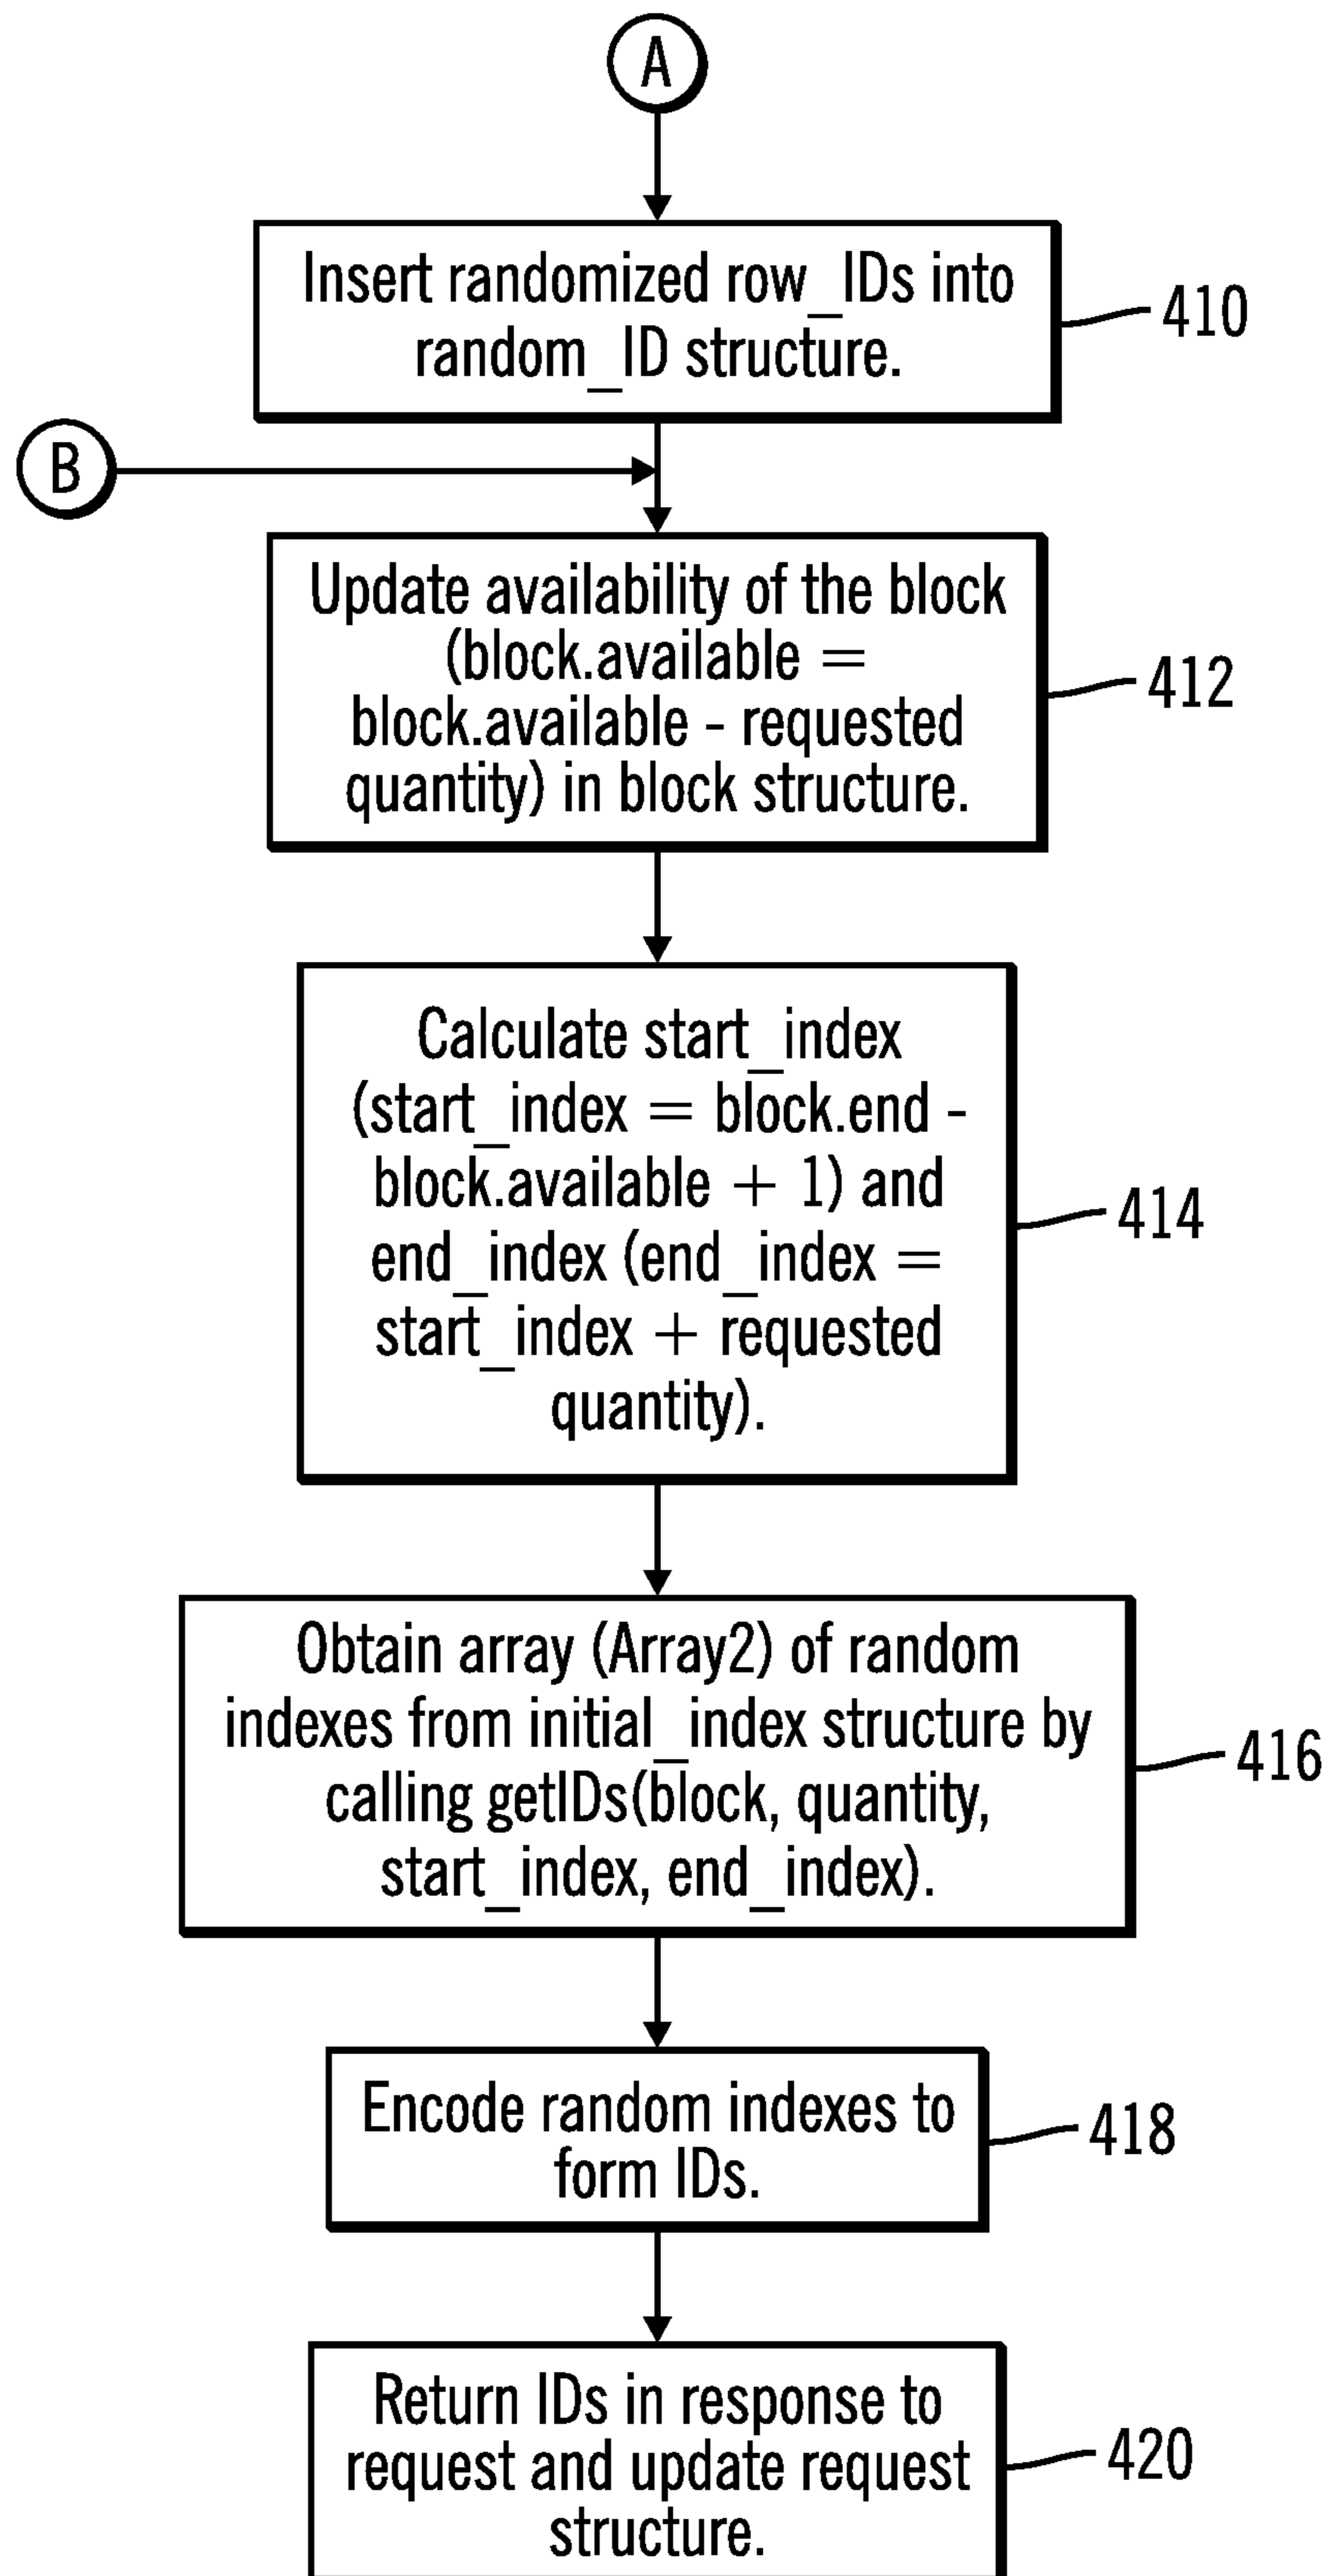 A
Insert randomized row_IDs into
random_ID structure.
410
B
Update availability of the block
(block.available =
block.available - requested
quantity) in block structure.
412
Calculate start_index
(start_index = block.end -
block.available + 1) and
end_index (end_index =
start_index + requested
quantity).
414
Obtain array (Array2) of random
indexes from initial_index structure by
calling getIDs(block, quantity,
start_index, end_index).
416
Encode random indexes to
form IDs.
418
Return IDs in response to
request and update request
structure.
420